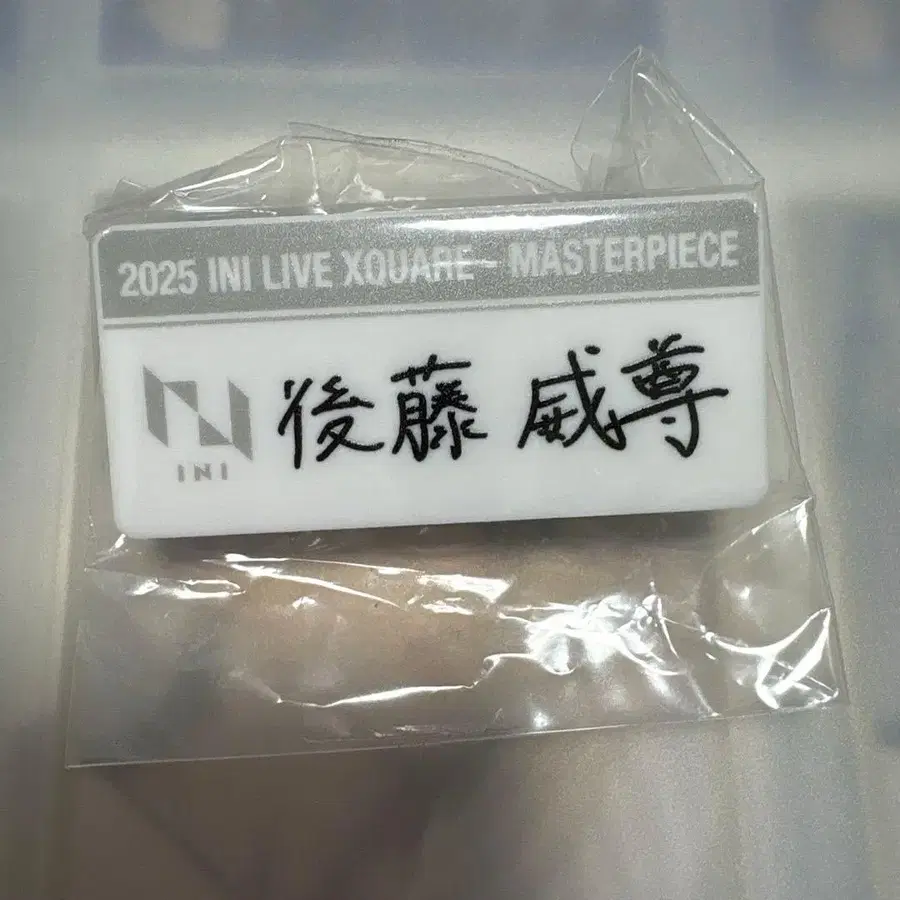 2025 INI LIVE XQUARE - MASTERPIECE
後藤 威尊
INI